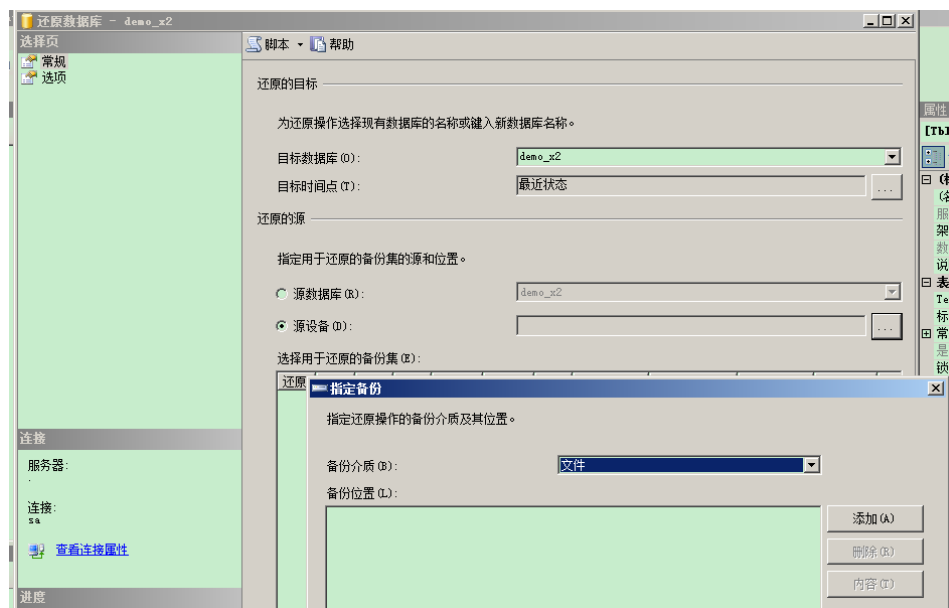 还原数据库 - demo_x2
选择页
常规
选项
脚本 帮助
还原的目标
为还原操作选择现有数据库的名称或键入新数据库名称。
目标数据库(O): demo_x2
目标时间点(T): 最近状态 ...
还原的源
指定用于还原的备份集的源和位置。
源数据库(R): demo_x2
源设备(D): ...
选择用于还原的备份集(E):
还原
指定备份
指定还原操作的备份介质及其位置。
备份介质(B): 文件
备份位置(L):
添加(A)
删除(R)
内容(T)
连接
服务器:
.
连接:
sa
查看连接属性
进度
属性